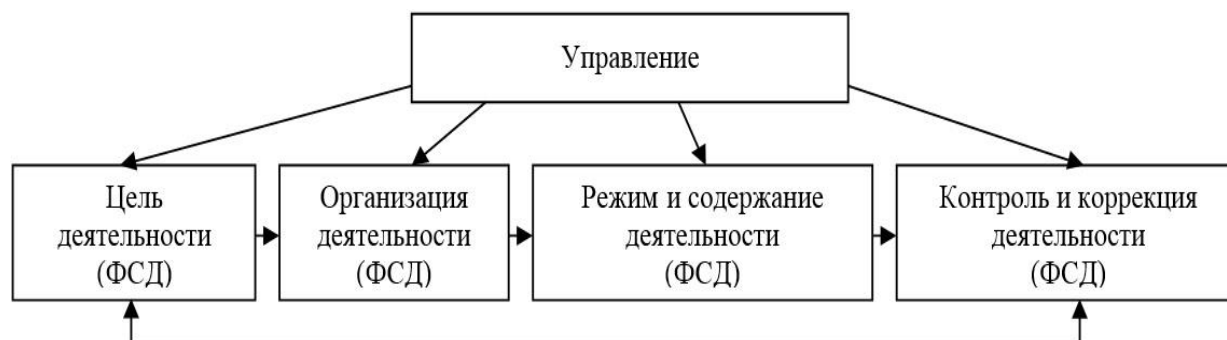 Управление
Цель
деятельности
(ФСД)
Организация
деятельности
(ФСД)
Режим и содержание
деятельности
(ФСД)
Контроль и коррекция
деятельности
(ФСД)